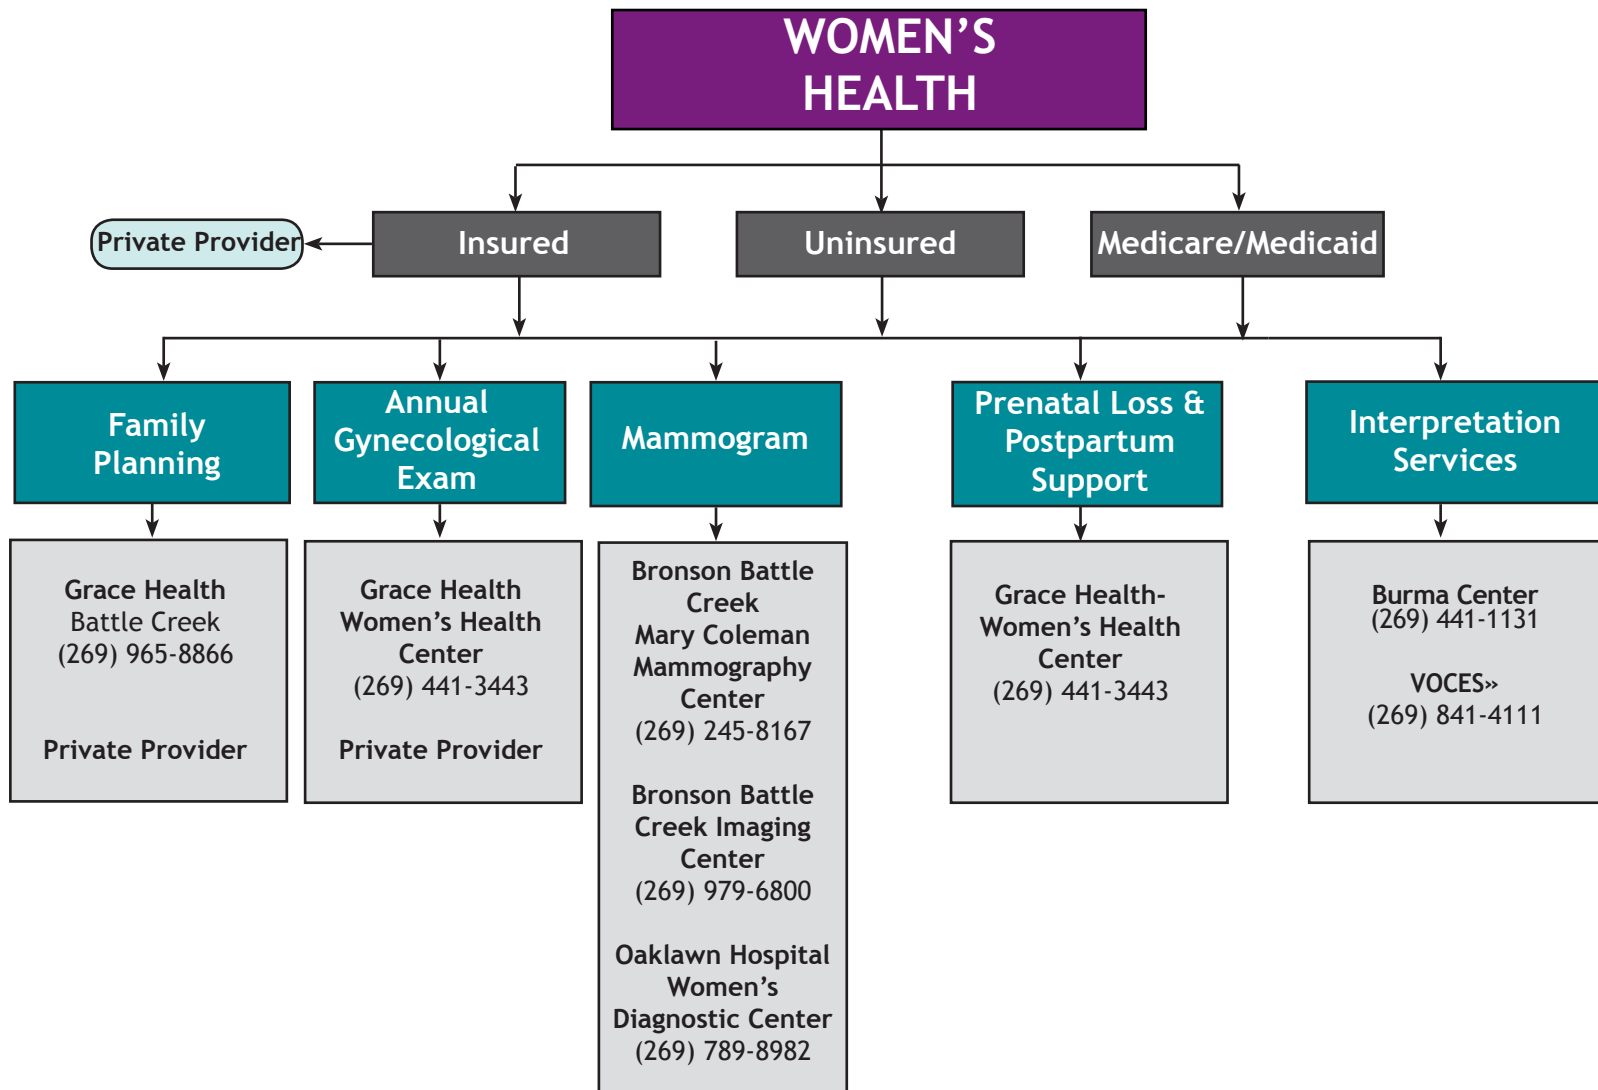 WOMEN’S
HEALTH
Private Provider
Insured
Uninsured
Medicare/Medicaid
Family
Planning
Annual
Gynecological
Exam
Mammogram
Prenatal Loss &
Postpartum
Support
Interpretation
Services
Grace Health
Battle Creek
(269) 965-8866
Private Provider
Grace Health
Women’s Health
Center
(269) 441-3443
Private Provider
Bronson Battle
Creek
Mary Coleman
Mammography
Center
(269) 245-8167
Bronson Battle
Creek Imaging
Center
(269) 979-6800
Oaklawn Hospital
Women’s
Diagnostic Center
(269) 789-8982
Grace Health-
Women’s Health
Center
(269) 441-3443
Burma Center
(269) 441-1131
VOCES»
(269) 841-4111